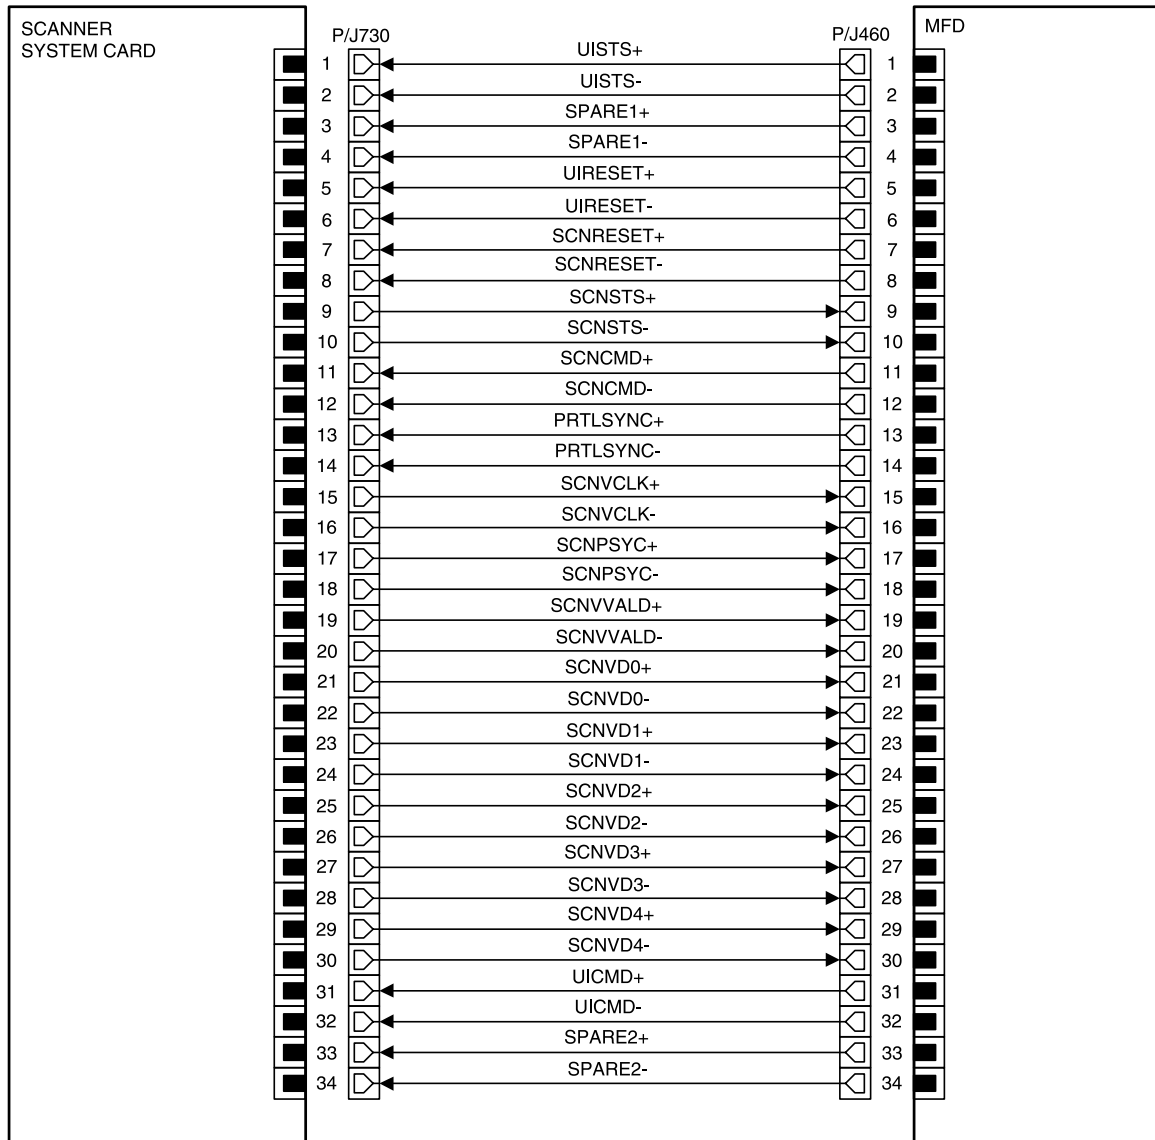 SCANNER
SYSTEM CARD
P/J730
P/J460
MFD
1 UISTS+ 1
2 UISTS- 2
3 SPARE1+ 3
4 SPARE1- 4
5 UIRESET+ 5
6 UIRESET- 6
7 SCNRESET+ 7
8 SCNRESET- 8
9 SCNSTS+ 9
10 SCNSTS- 10
11 SCNCMD+ 11
12 SCNCMD- 12
13 PRTLSYNC+ 13
14 PRTLSYNC- 14
15 SCNVCLK+ 15
16 SCNVCLK- 16
17 SCNPSYC+ 17
18 SCNPSYC- 18
19 SCNVVALD+ 19
20 SCNVVALD- 20
21 SCNVD0+ 21
22 SCNVD0- 22
23 SCNVD1+ 23
24 SCNVD1- 24
25 SCNVD2+ 25
26 SCNVD2- 26
27 SCNVD3+ 27
28 SCNVD3- 28
29 SCNVD4+ 29
30 SCNVD4- 30
31 UICMD+ 31
32 UICMD- 32
33 SPARE2+ 33
34 SPARE2- 34